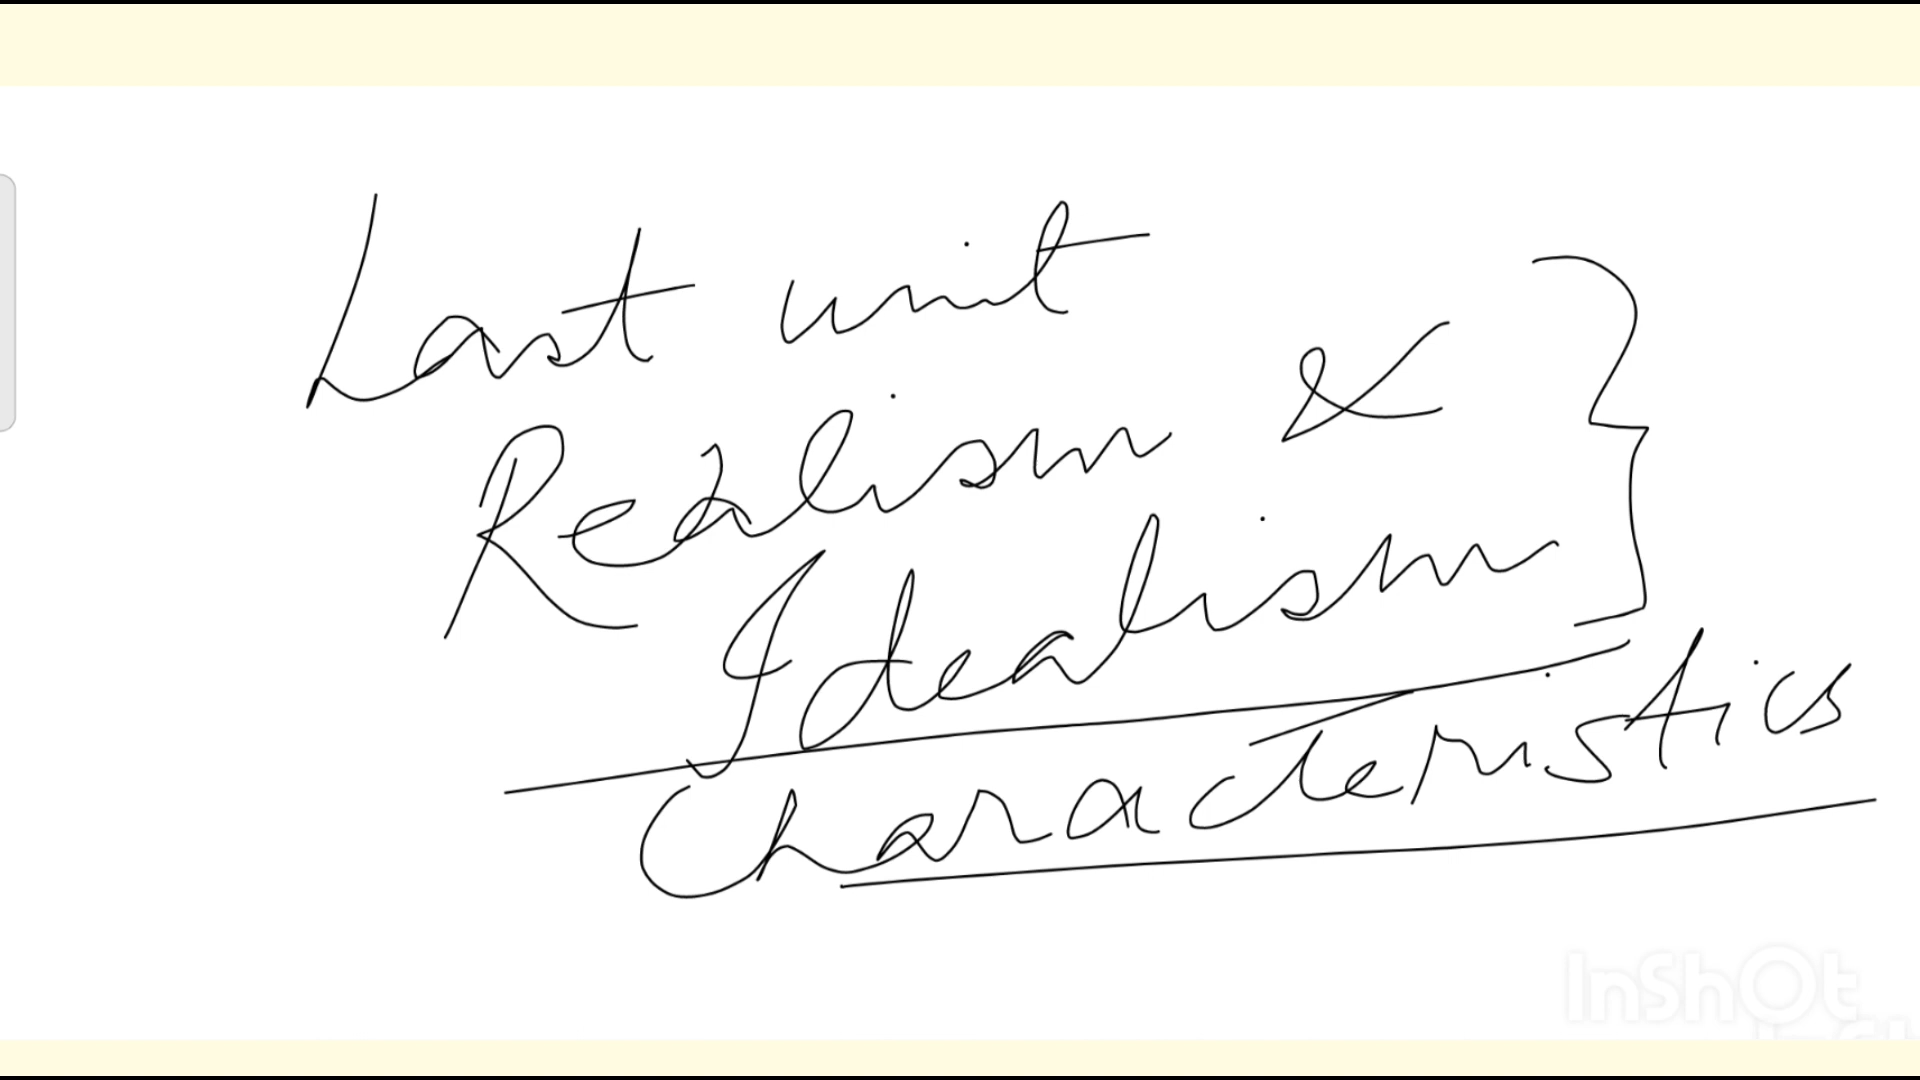 Last unit
Realism &
Idealism
Characteristics
InShOt